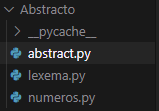 Abstracto
__pycache__
abstract.py
lexema.py
numeros.py